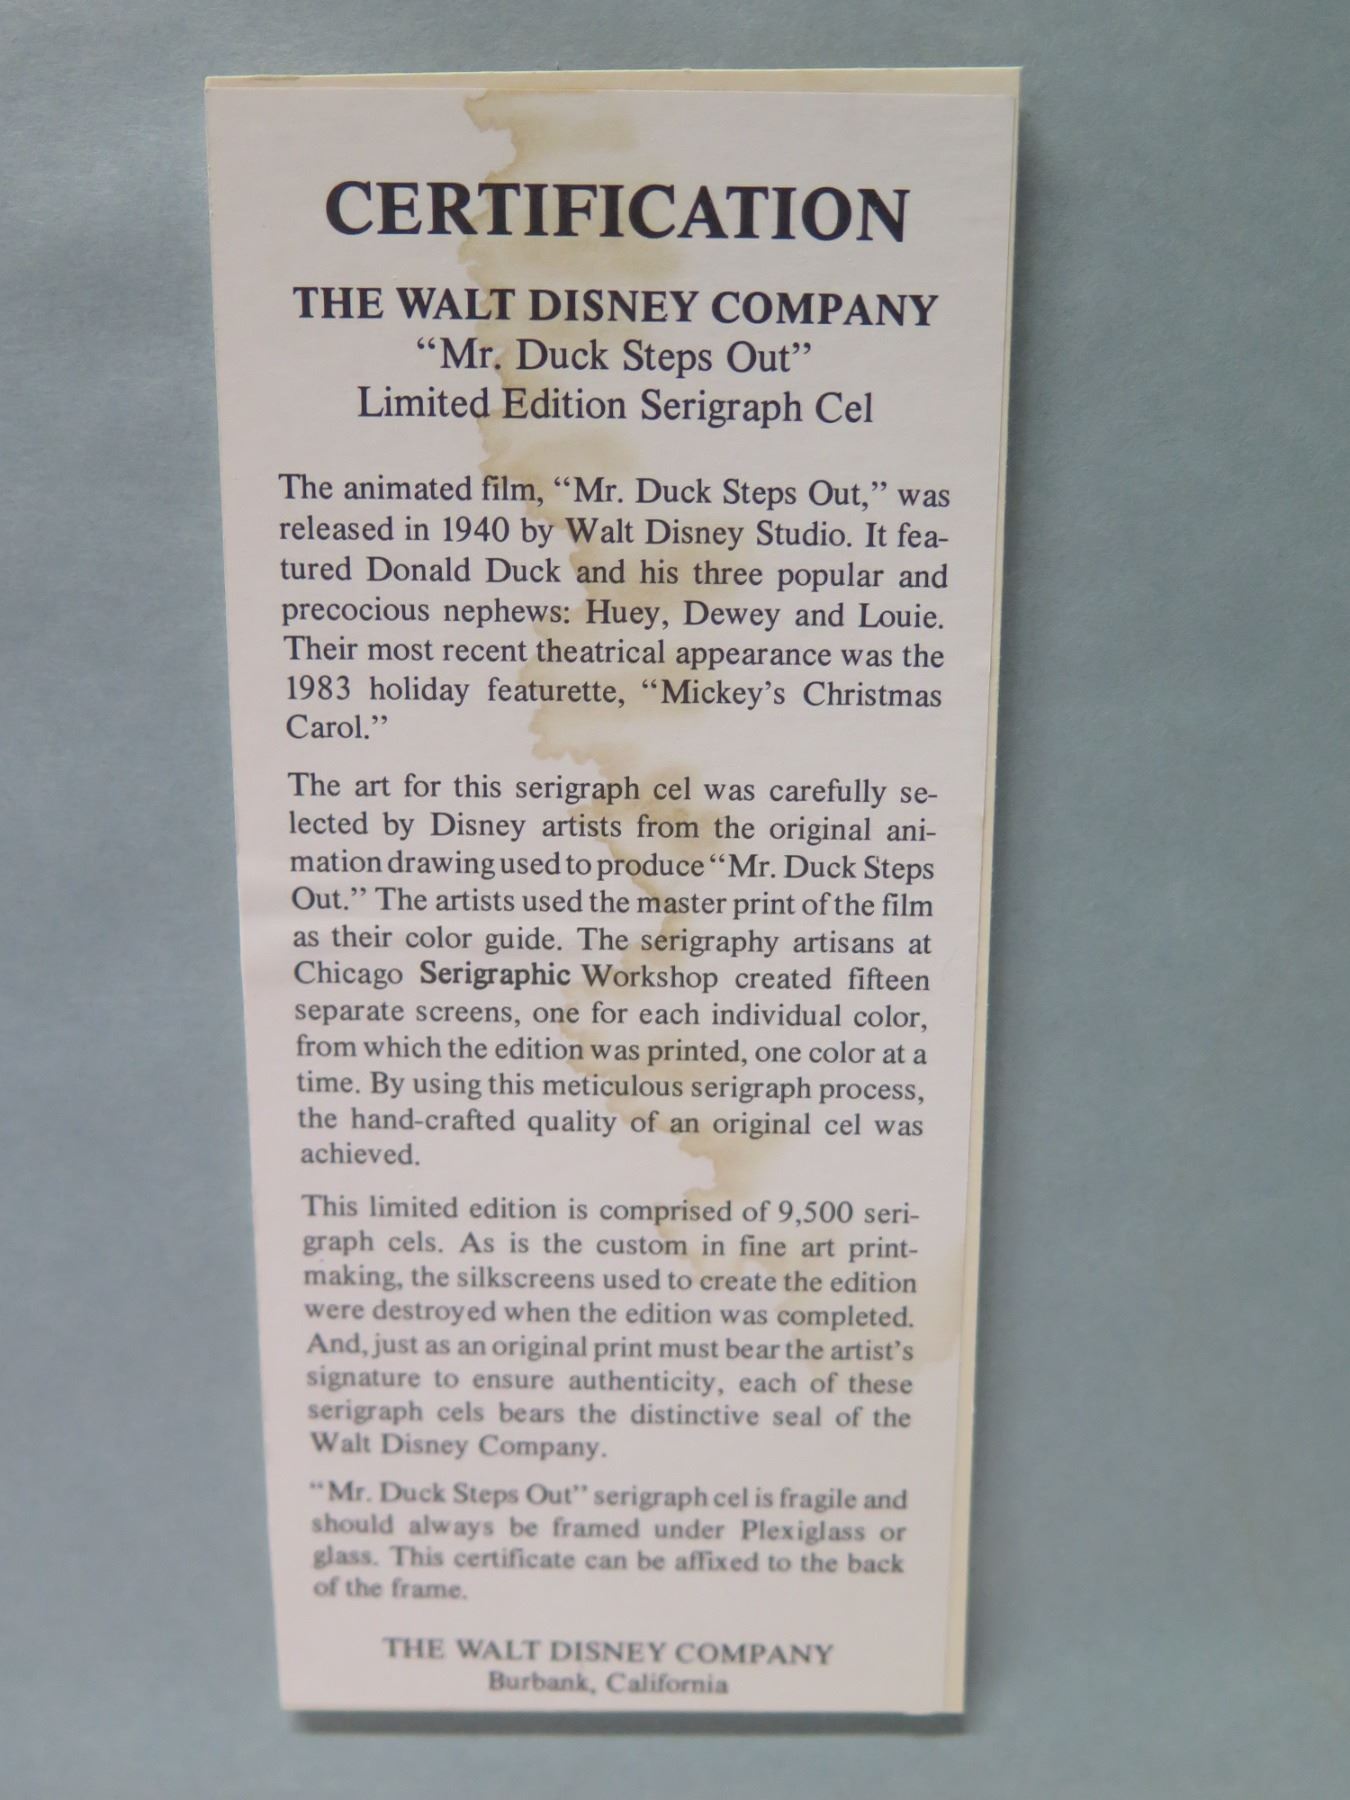 CERTIFICATION
THE WALT DISNEY COMPANY
“Mr. Duck Steps Out”
Limited Edition Serigraph Cel
The animated film, “Mr. Duck Steps Out,” was
released in 1940 by Walt Disney Studio. It fea-
tured Donald Duck and his three popular and
precocious nephews: Huey, Dewey and Louie.
Their most recent theatrical appearance was the
1983 holiday featurette, “Mickey’s Christmas
Carol.”
The art for this serigraph cel was carefully se-
lected by Disney artists from the original ani-
mation drawing used to produce “Mr. Duck Steps
Out.” The artists used the master print of the film
as their color guide. The serigraphy artisans at
Chicago Serigraphic Workshop created fifteen
separate screens, one for each individual color,
from which the edition was printed, one color at a
time. By using this meticulous serigraph process,
the hand-crafted quality of an original cel was
achieved.
This limited edition is comprised of 9,500 seri-
graph cels. As is the custom in fine art print-
making, the silkscreens used to create the edition
were destroyed when the edition was completed.
And, just as an original print must bear the artist’s
signature to ensure authenticity, each of these
serigraph cels bears the distinctive seal of the
Walt Disney Company.
“Mr. Duck Steps Out” serigraph cel is fragile and
should always be framed under Plexiglass or
glass. This certificate can be affixed to the back
of the frame.
THE WALT DISNEY COMPANY
Burbank, California